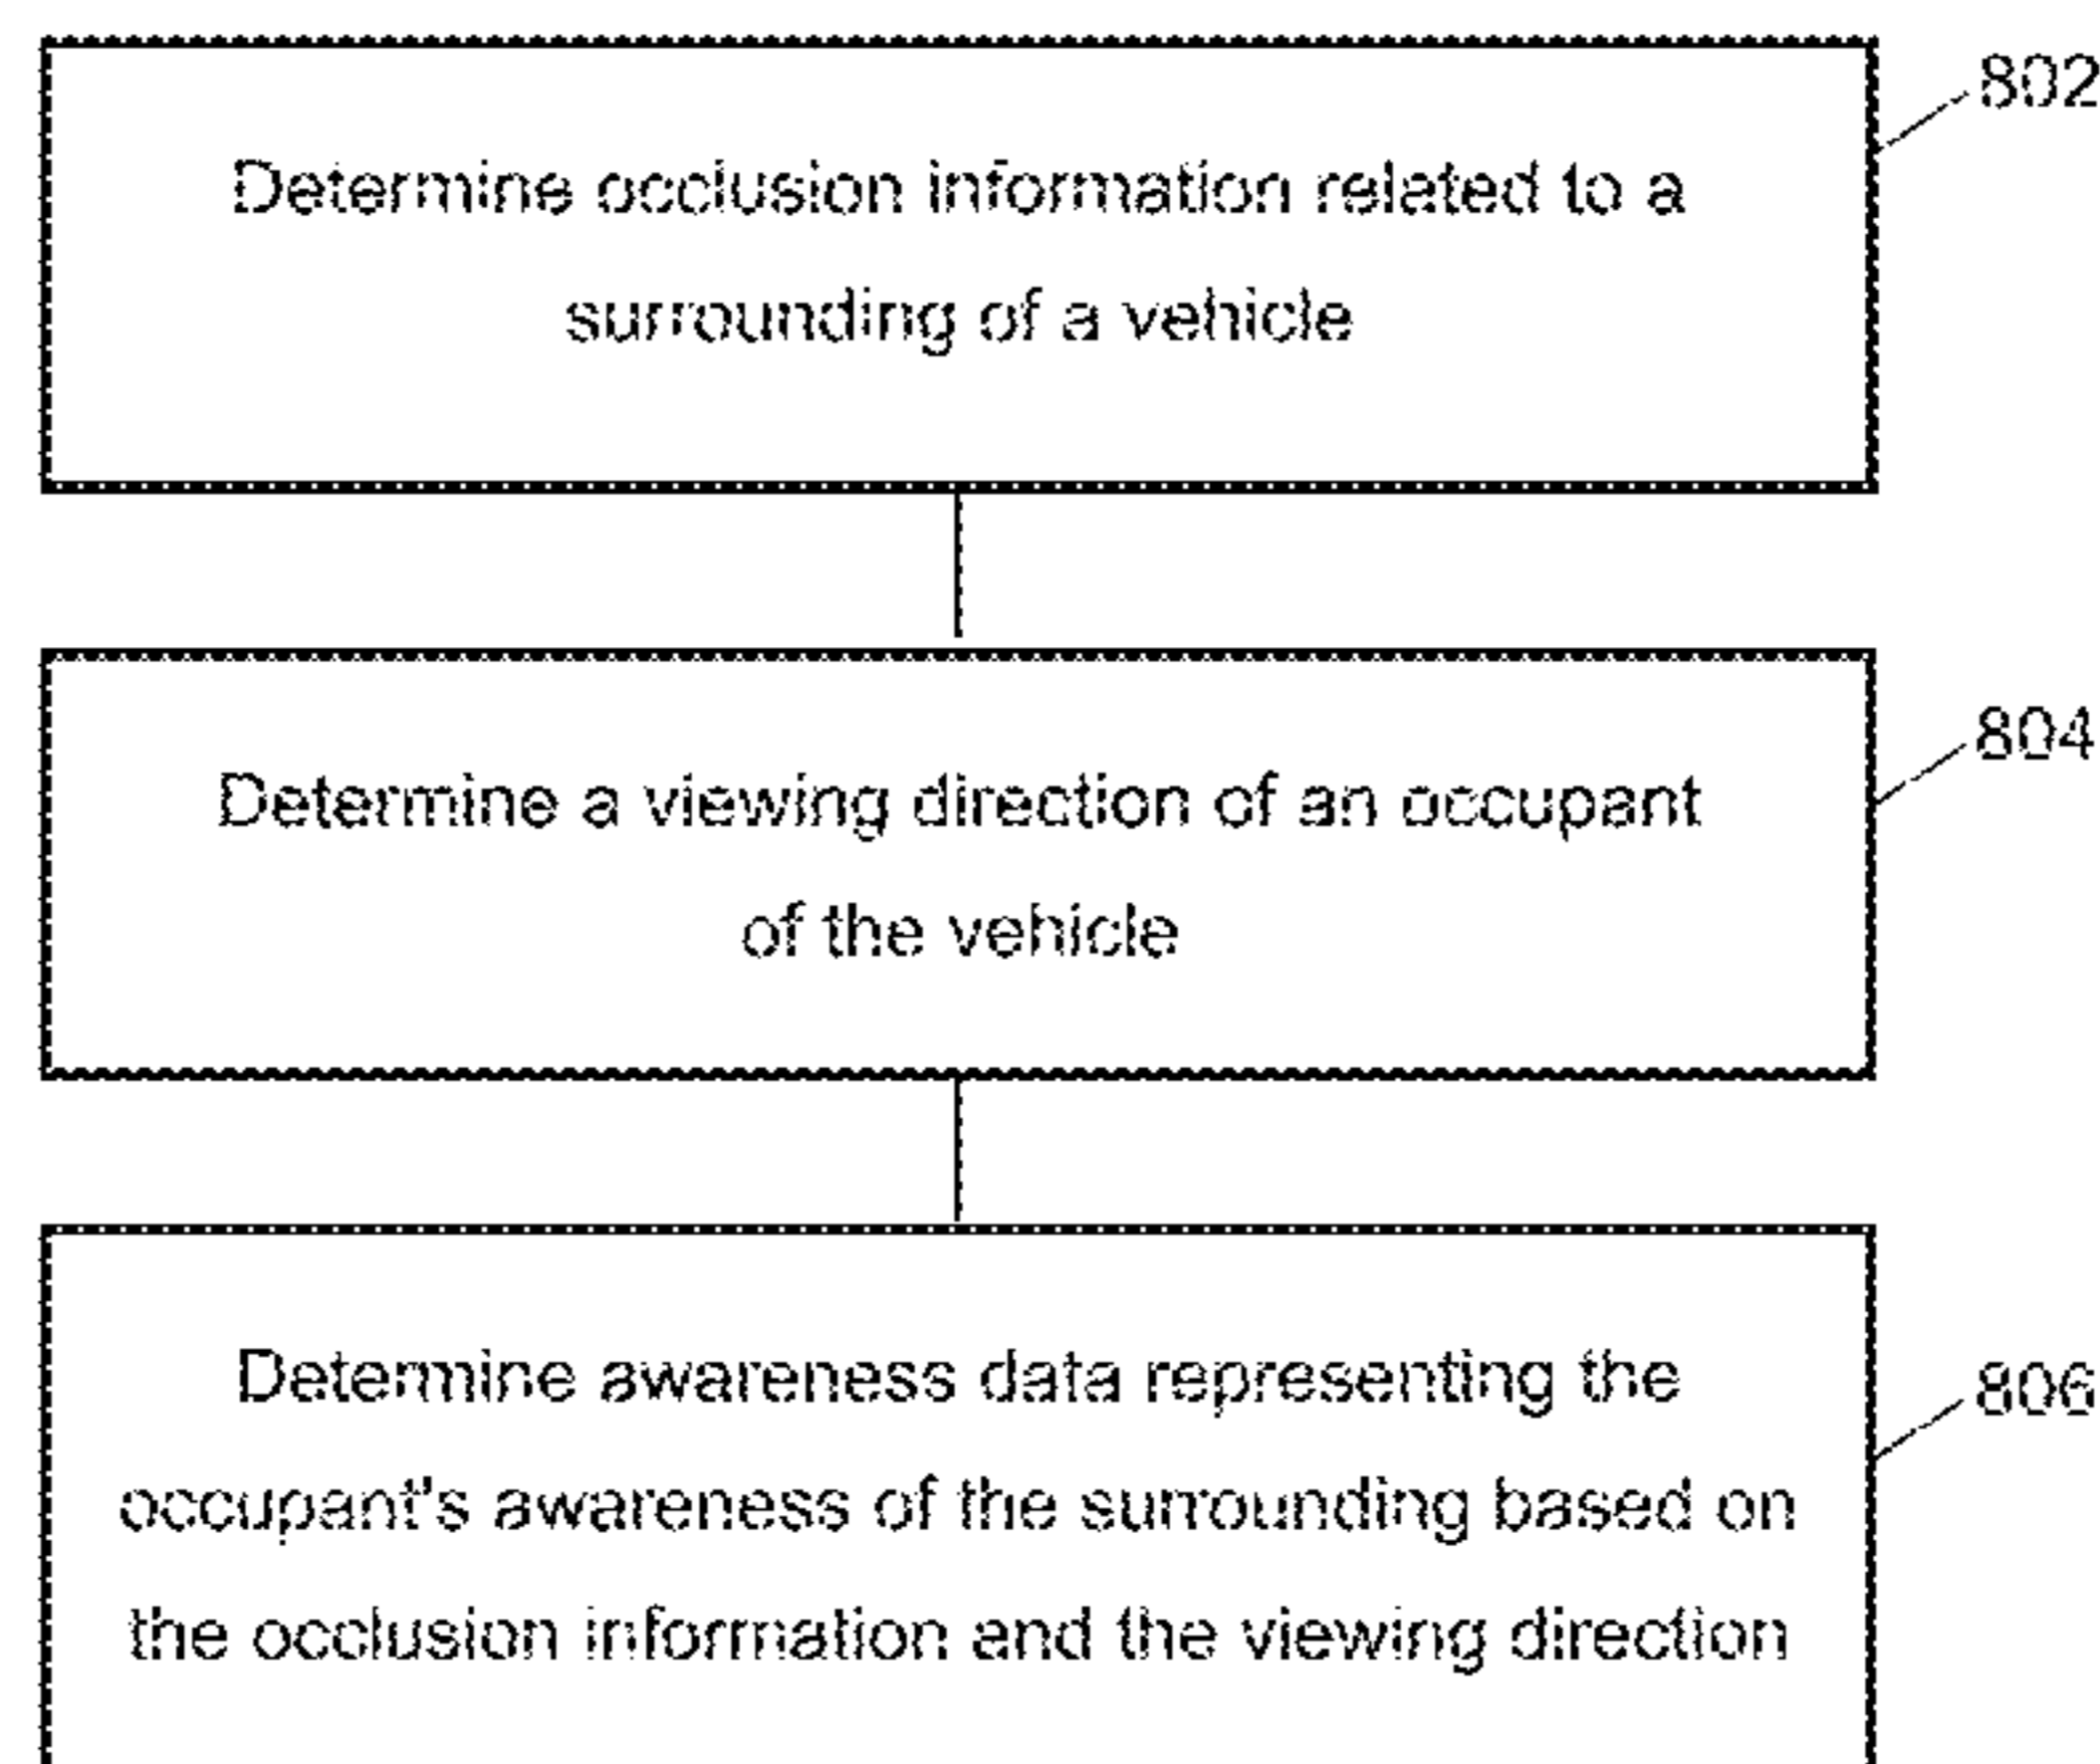 802
Determine occlusion information related to a
surrounding of a vehicle
804
Determine a viewing direction of an occupant
of the vehicle
806
Determine awareness data representing the
occupant's awareness of the surrounding based on
the occlusion information and the viewing direction